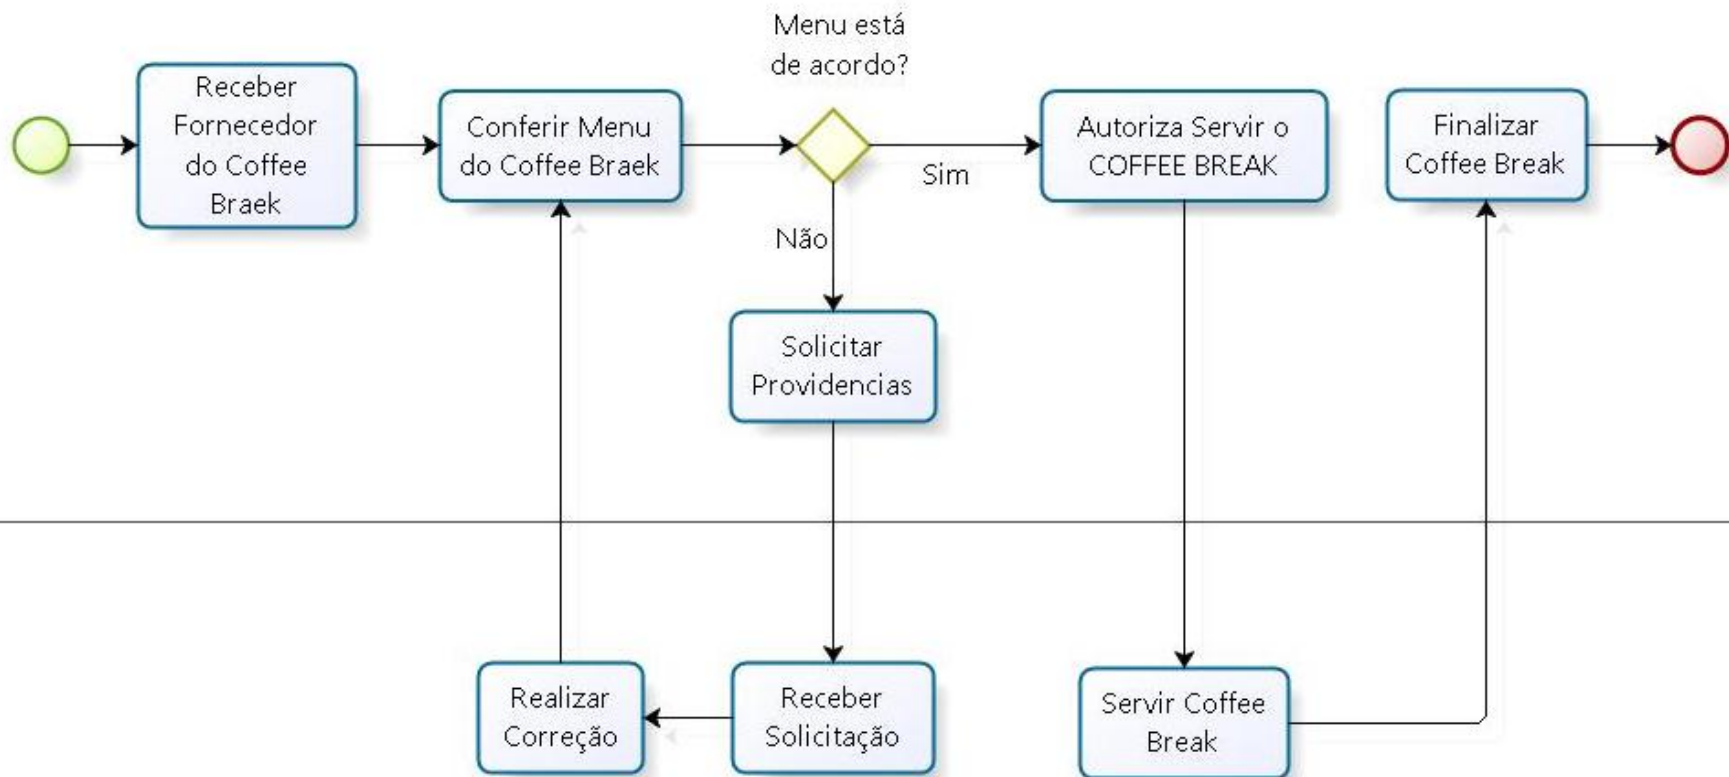 Menu está
de acordo?
Receber
Fornecedor
do Coffee
Braek
Conferir Menu
do Coffee Braek
Sim
Autoriza Servir o
COFFEE BREAK
Finalizar
Coffee Break
Não
Solicitar
Providencias
Realizar
Correção
Receber
Solicitação
Servir Coffee
Break